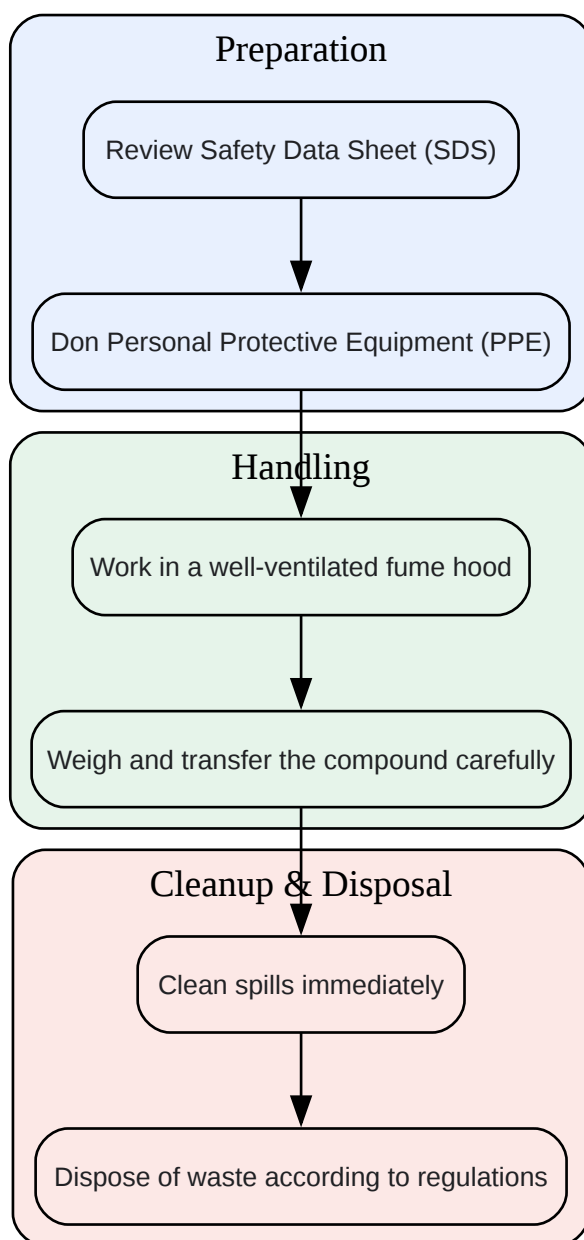 Preparation
Review Safety Data Sheet (SDS)
Don Personal Protective Equipment (PPE)
Handling
Work in a well-ventilated fume hood
Weigh and transfer the compound carefully
Cleanup & Disposal
Clean spills immediately
Dispose of waste according to regulations